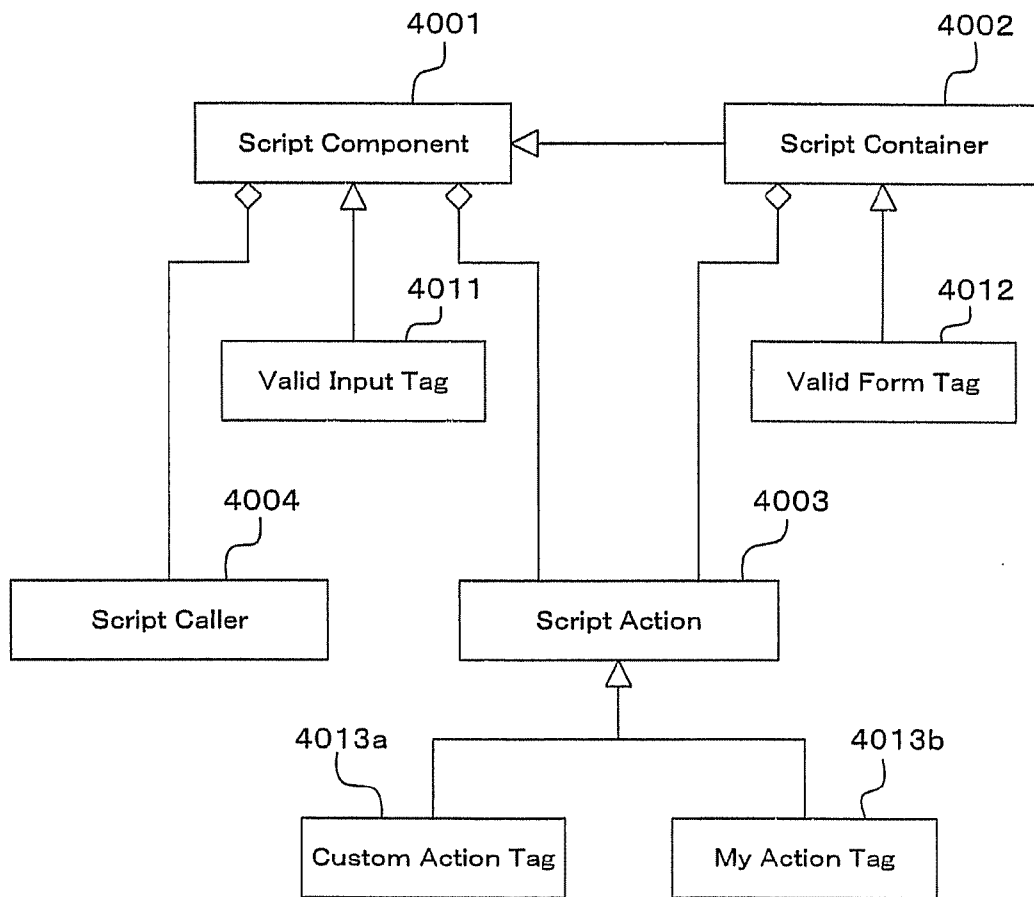 4001
4002
Script Component
Script Container
4011
4012
Valid Input Tag
Valid Form Tag
4004
4003
Script Caller
Script Action
4013a
4013b
Custom Action Tag
My Action Tag